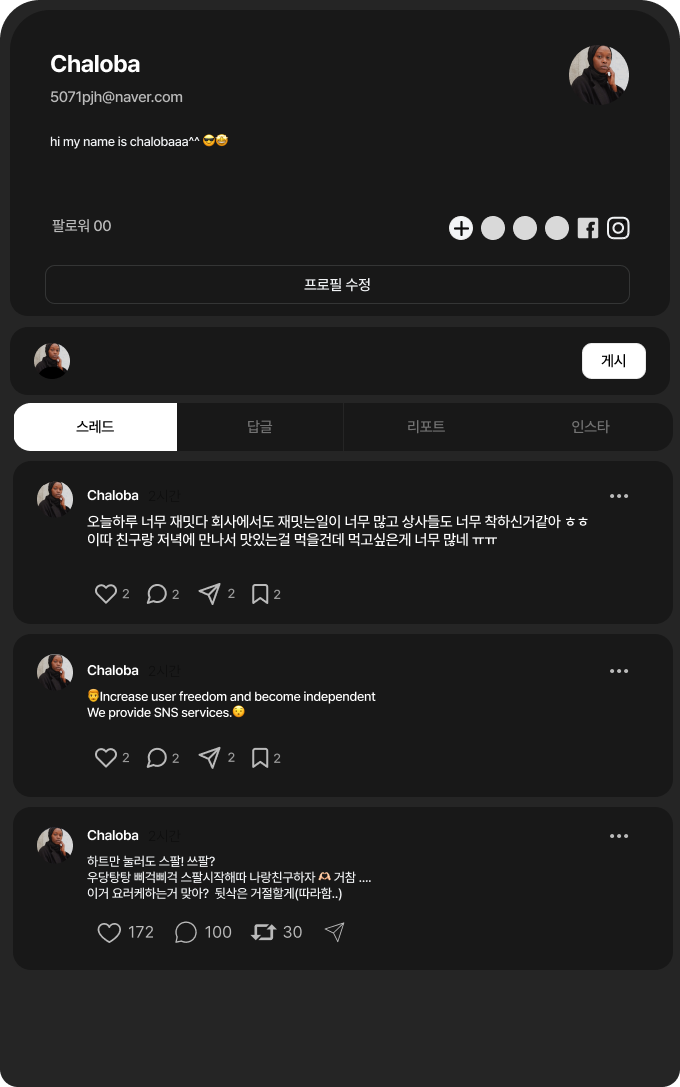 Chaloba
5071pjh@naver.com
hi my name is chalobaaa^^ 😎🤩
팔로워 00
프로필 수정
게시
스레드 답글 리포트 인스타
Chaloba 2시간
오늘하루 너무 재밋다 회사에서도 재밋는일이 너무 많고 상사들도 너무 착하신거같아 ㅎㅎ
이따 친구랑 저녁에 만나서 맛있는걸 먹을건데 먹고싶은게 너무 많네 ㅠㅠ
2 2 2 2
Chaloba 2시간
Increase user freedom and become independent
We provide SNS services.
2 2 2 2
Chaloba 2시간
하트만 눌러도 스팔! 쓰팔?
우당탕탕 삐걱삐걱 스팔시작해따 나랑친구하자 🫶🏼 거참 ....
이거 요러케하는거 맞아? 뒷삭은 거절할게(따라함..)
172 100 30